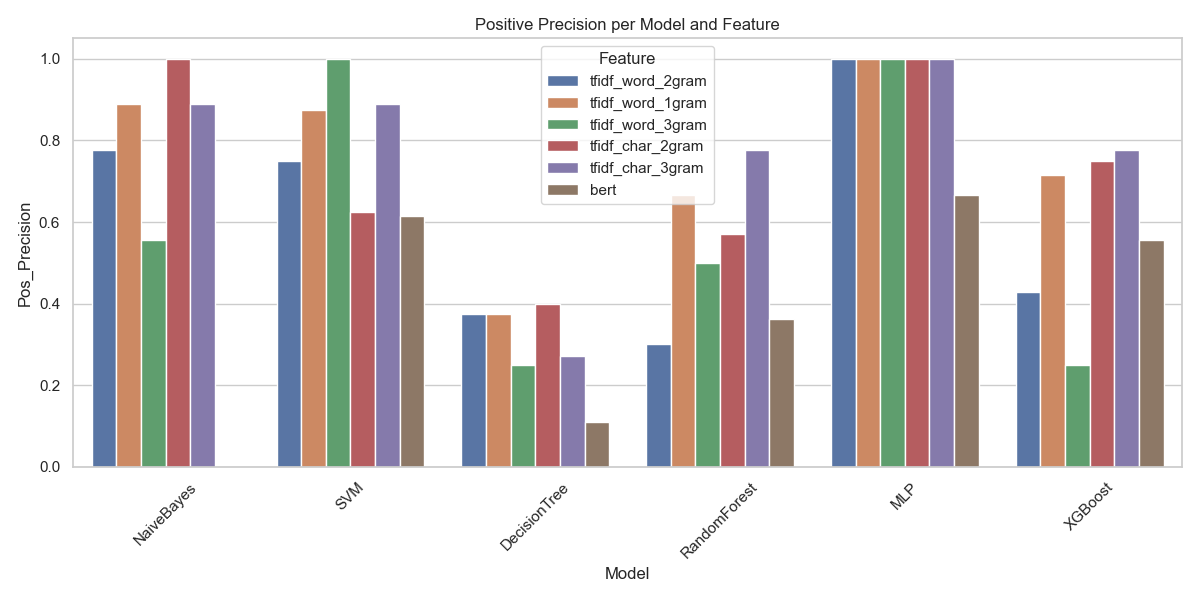 Positive Precision per Model and Feature
Feature
tfidf_word_2gram
tfidf_word_1gram
tfidf_word_3gram
tfidf_char_2gram
tfidf_char_3gram
bert
Pos_Precision
1.0
0.8
0.6
0.4
0.2
0.0
NaiveBayes
SVM
DecisionTree
RandomForest
MLP
XGBoost
Model